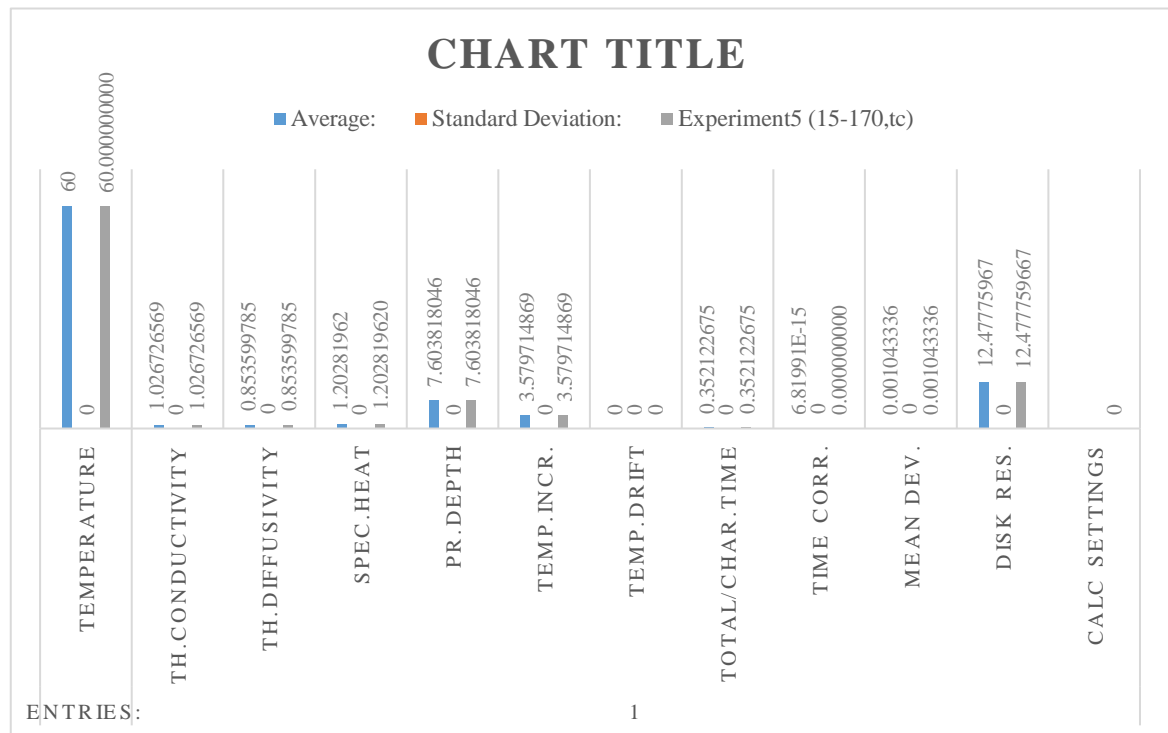 CHART TITLE
Average: Standard Deviation: Experiment5 (15-170,tc)
60 0 60.000000000
1.026726569 0 1.026726569
0.853599785 0 0.853599785
1.20281962 0 1.202819620
7.603818046 0 7.603818046
3.579714869 0 3.579714869
0 0 0
0.352122675 0 0.352122675
6.81991E-15 0 0.000000000
0.001043336 0 0.001043336
12.47775967 0 12.477759667
0
TEMPERATURE
TH.CONDUCTIVITY
TH.DIFFUSIVITY
SPEC.HEAT
PR.DEPTH
TEMP.INCR.
TEMP.DRIFT
TOTAL/CHAR.TIME
TIME CORR.
MEAN DEV.
DISK RES.
CALC SETTINGS
ENTRIES: 1